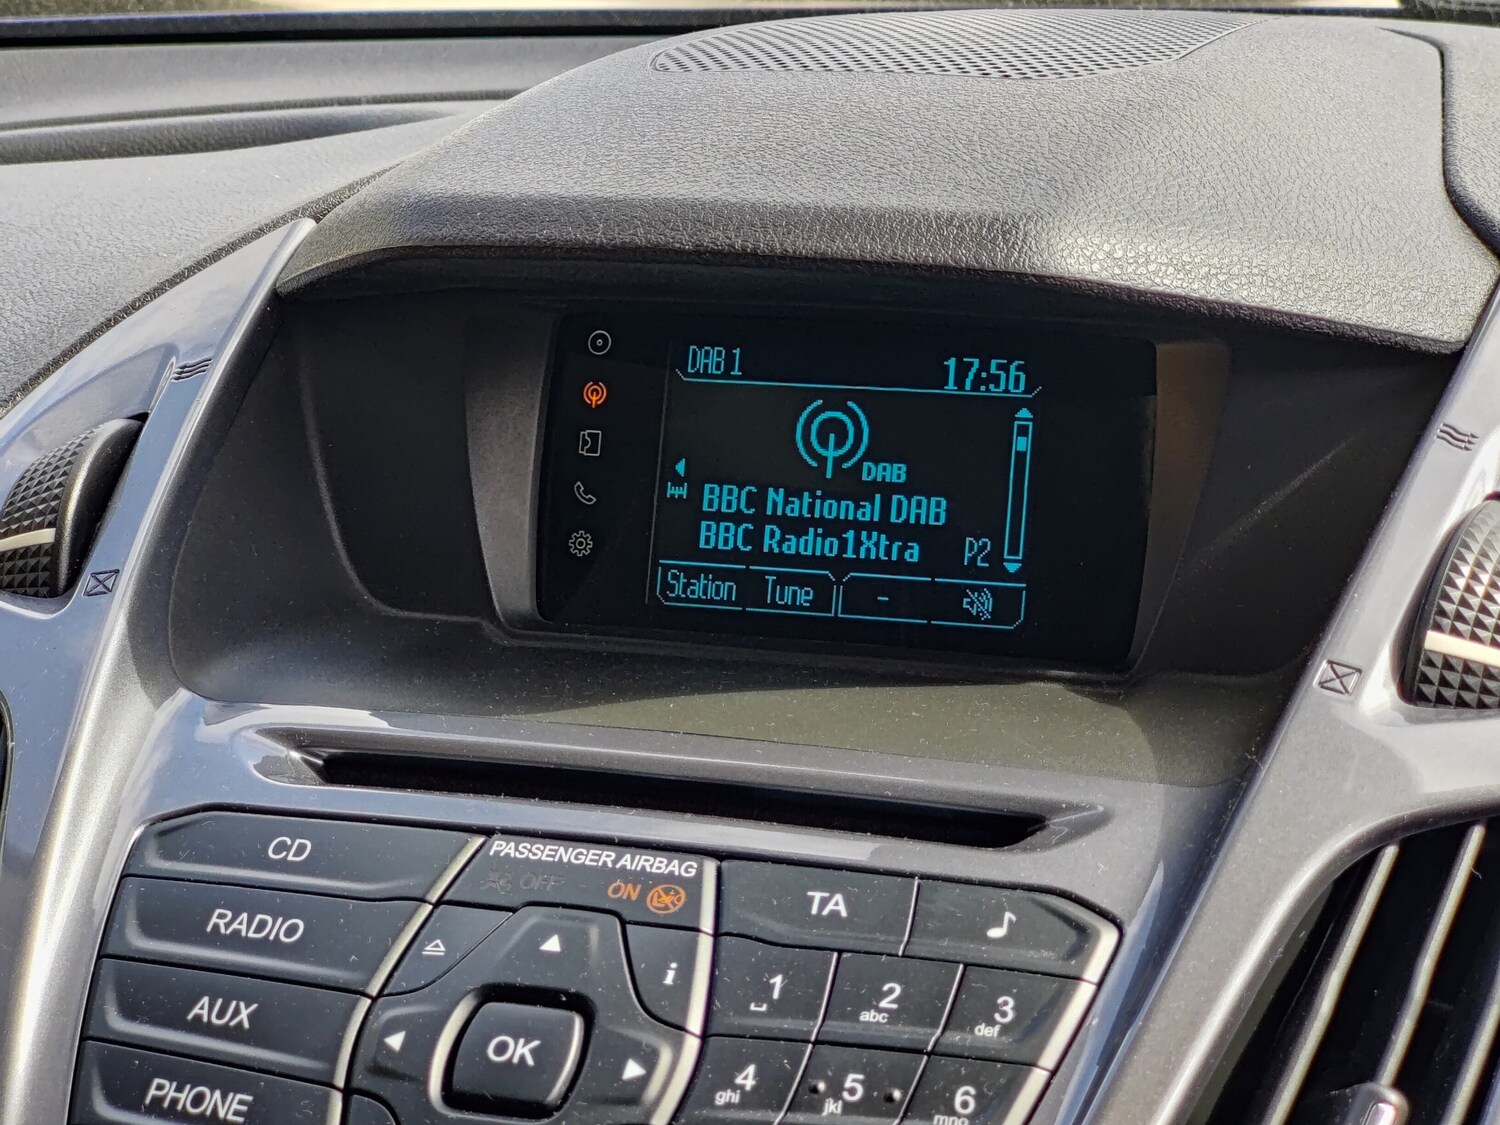 DAB 1 17:56
DAB
BBC National DAB
BBC Radio1Xtra P2
Station Tune -
CD
PASSENGER AIRBAG
OFF ON
RADIO
TA
i
1
2 abc
3 def
AUX
OK
PHONE
4 ghi
5 jkl
6 mno